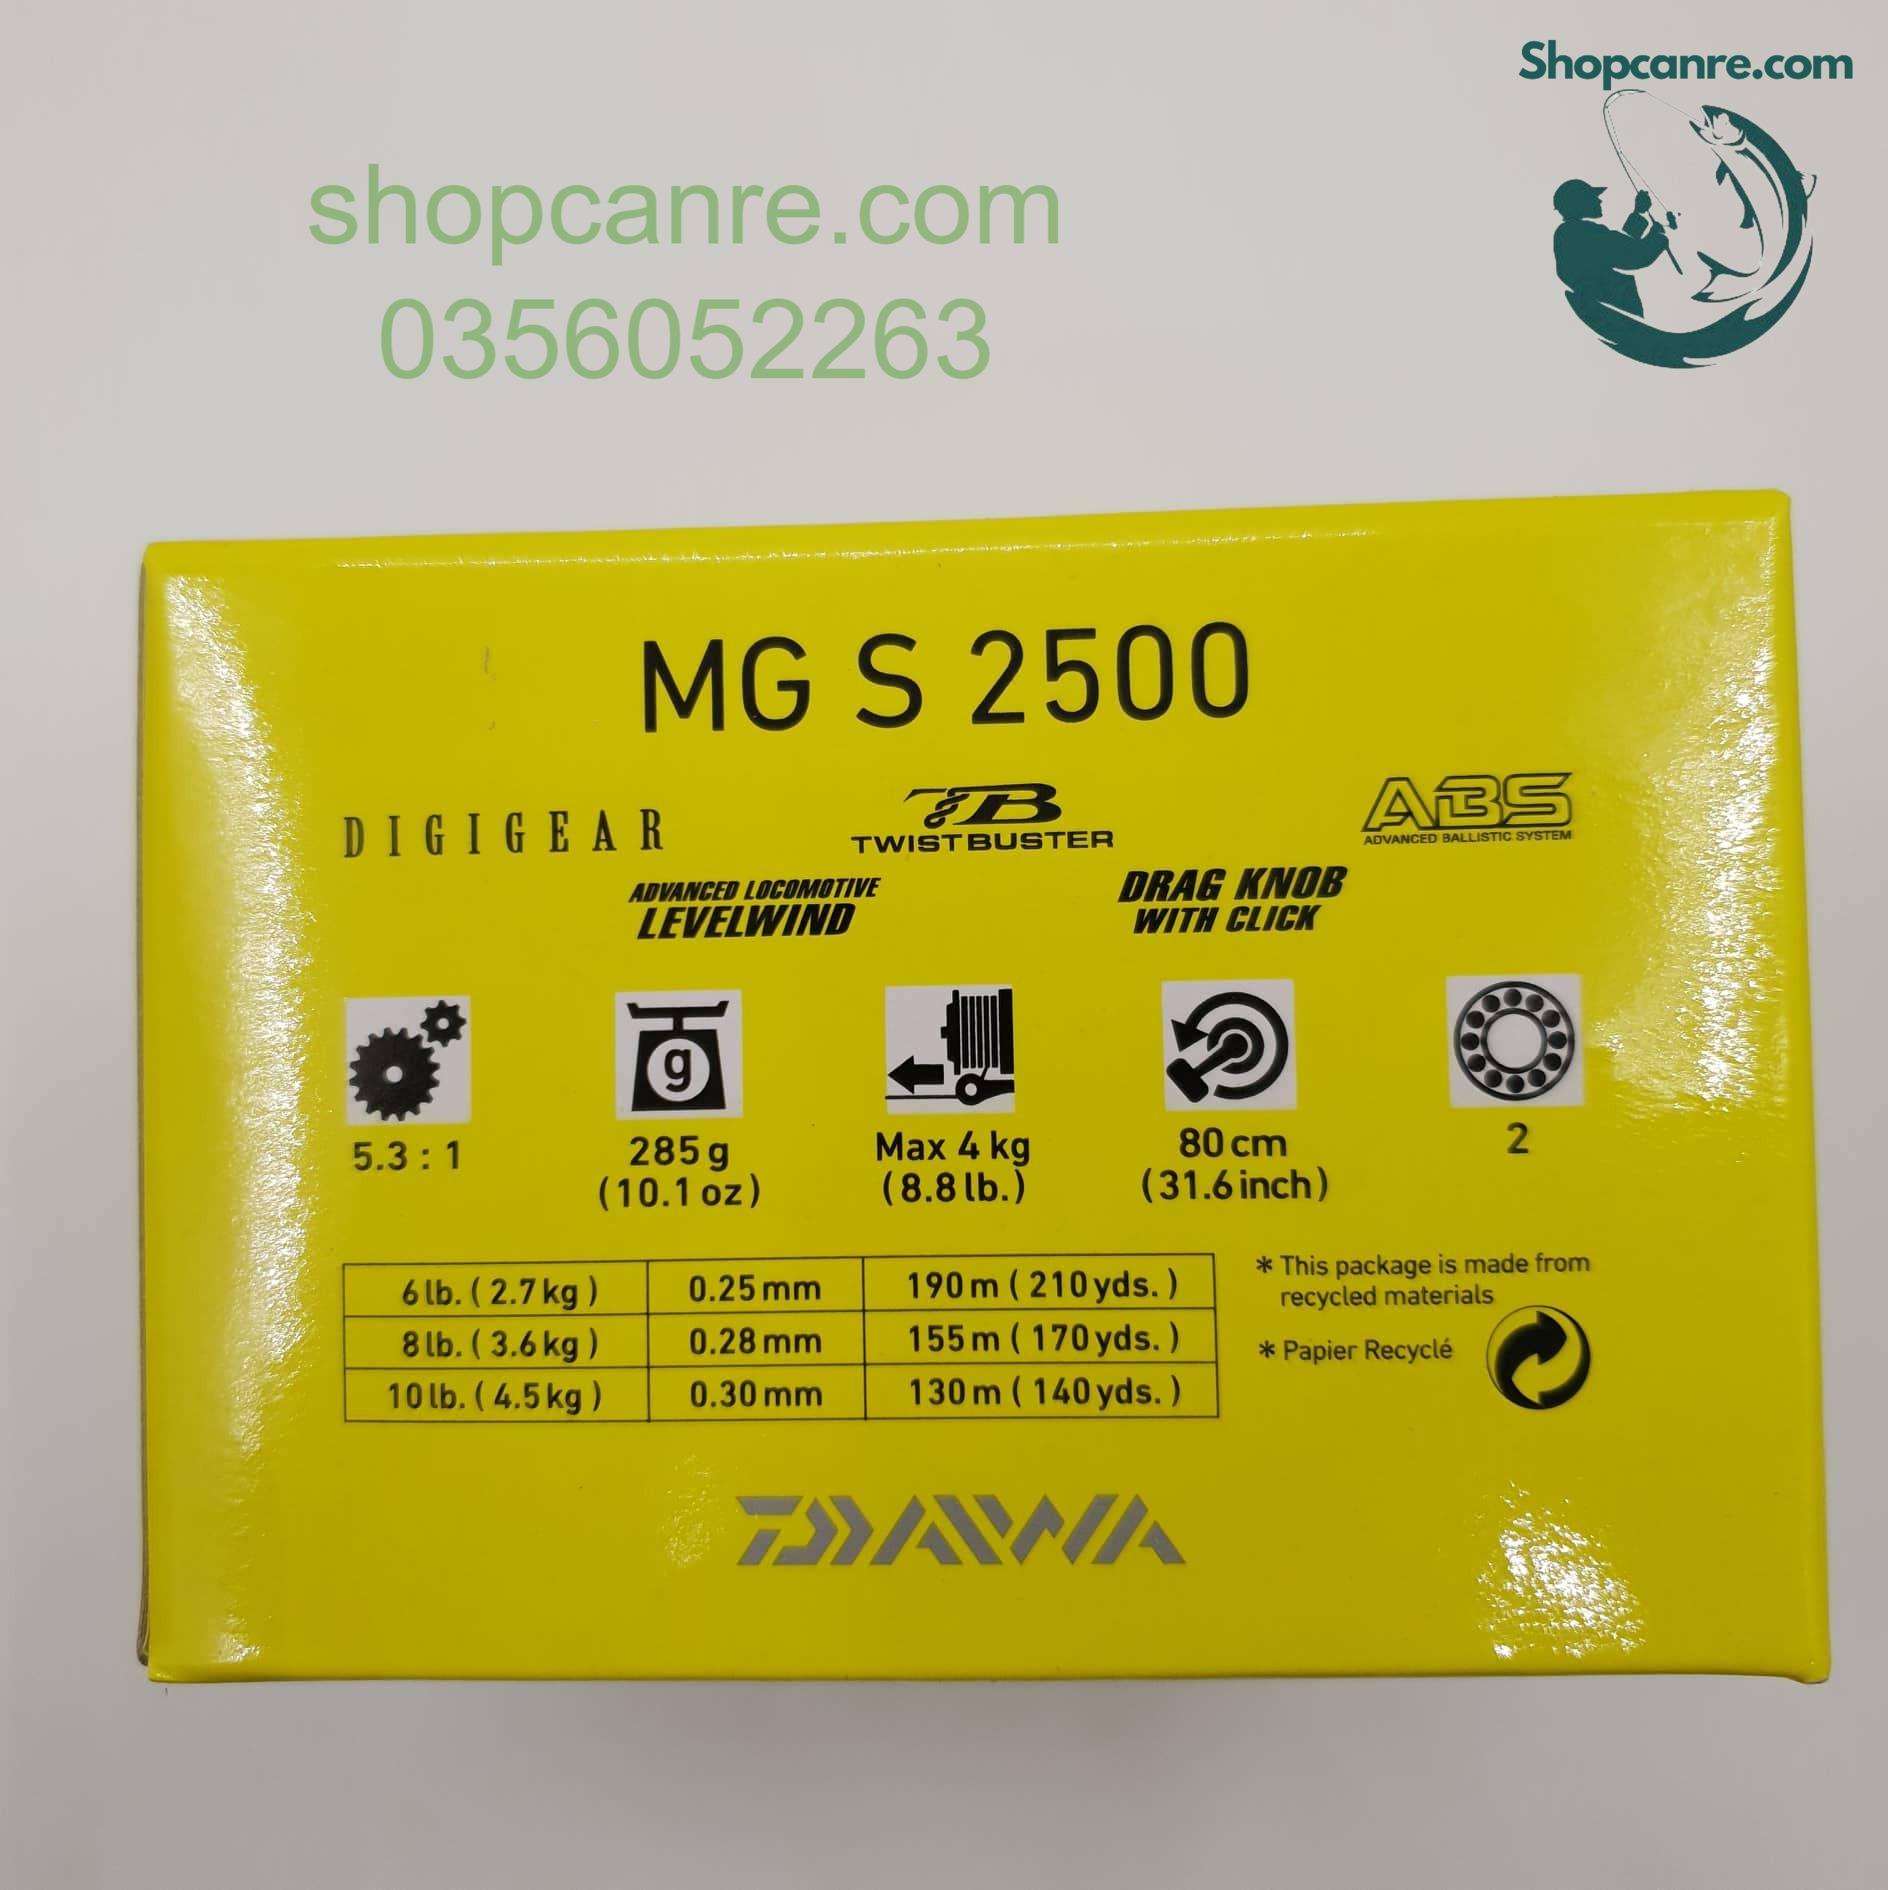 Shopcanre.com
shopcanre.com
0356052263
MG S 2500
DIGIGEAR
TB
TWISTBUSTER
ABS
ADVANCED BALLISTIC SYSTEM
ADVANCED LOCOMOTIVE
LEVELWIND
DRAG KNOB
WITH CLICK
g
5.3 : 1
285 g
(10.1 oz)
Max 4 kg
(8.8 lb.)
80 cm
(31.6 inch)
2
6 lb. ( 2.7 kg ) 0.25 mm 190 m ( 210 yds. )
8 lb. ( 3.6 kg ) 0.28 mm 155 m ( 170 yds. )
10 lb. ( 4.5 kg ) 0.30 mm 130 m ( 140 yds. )
* This package is made from
recycled materials
* Papier Recyclé
DAIWA